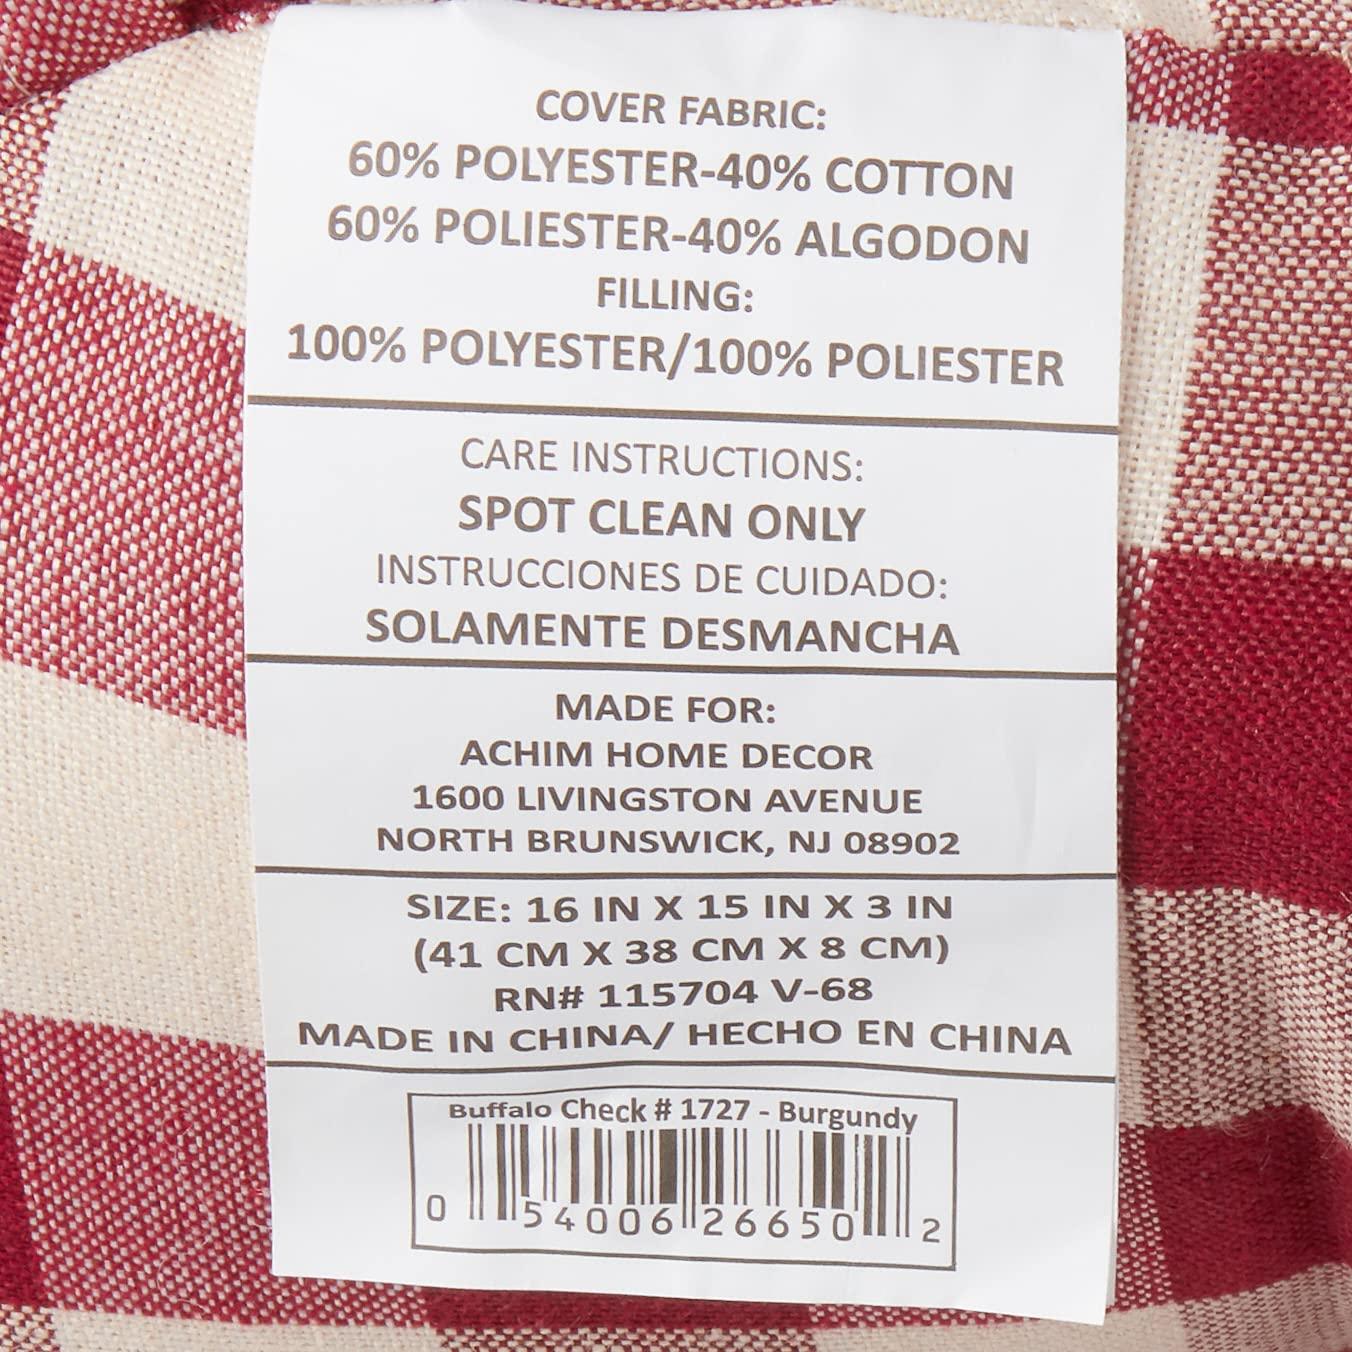 COVER FABRIC:
60% POLYESTER-40% COTTON
60% POLIESTER-40% ALGODON
FILLING:
100% POLYESTER/100% POLIESTER
CARE INSTRUCTIONS:
SPOT CLEAN ONLY
INSTRUCCIONES DE CUIDADO:
SOLAMENTE DESMANCHA
MADE FOR:
ACHIM HOME DECOR
1600 LIVINGSTON AVENUE
NORTH BRUNSWICK, NJ 08902
SIZE: 16 IN X 15 IN X 3 IN
(41 CM X 38 CM X 8 CM)
RN# 115704 V-68
MADE IN CHINA/ HECHO EN CHINA
Buffalo Check # 1727 - Burgundy
0 54006 26650 2